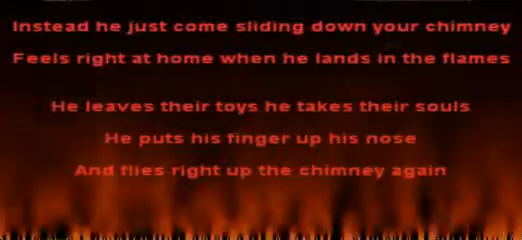 Instead he just come sliding down your chimney
Feels right at home when he lands in the flames
He leaves their toys he takes their souls
He puts his finger up his nose
And flies right up the chimney again